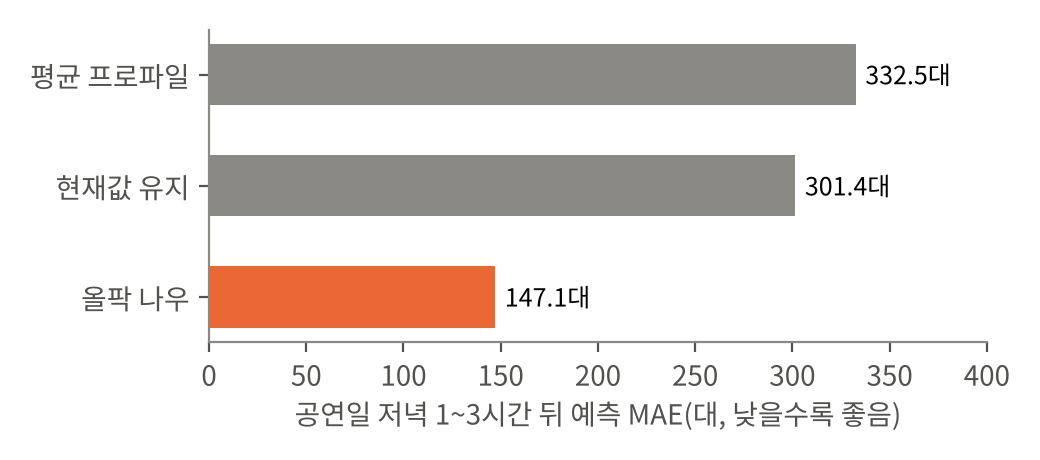 평균 프로파일
332.5대
현재값 유지
301.4대
올팍 나우
147.1대
0 50 100 150 200 250 300 350 400
공연일 저녁 1~3시간 뒤 예측 MAE(대, 낮을수록 좋음)